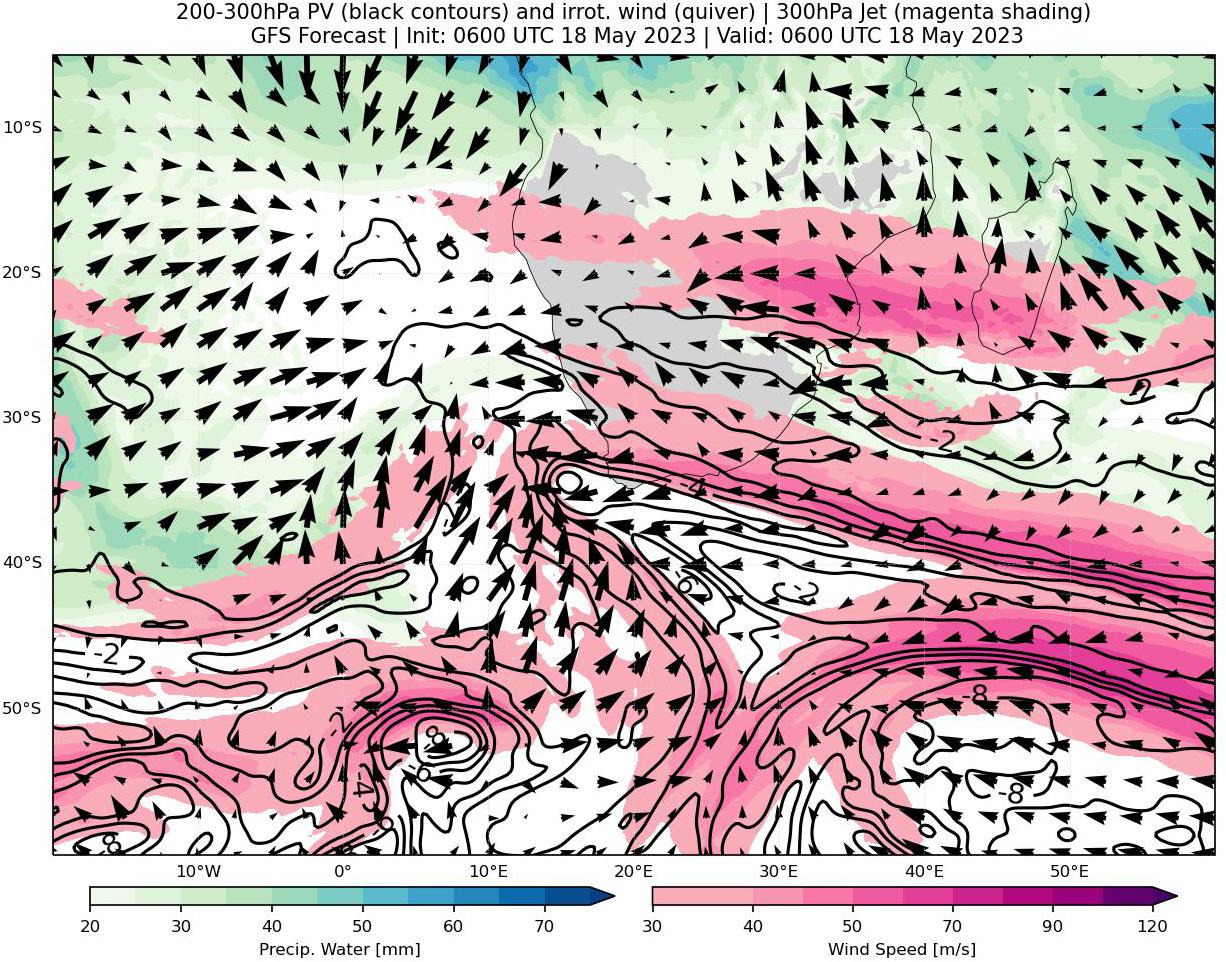 200-300hPa PV (black contours) and irrot. wind (quiver) | 300hPa Jet (magenta shading)
GFS Forecast | Init: 0600 UTC 18 May 2023 | Valid: 0600 UTC 18 May 2023
10°S
20°S
-2
30°S
-2
-4
40°S
-6
-2
-2
-8
50°S
-2
-8
-6
-4
-8
10°W 0° 10°E 20°E 30°E 40°E 50°E
20 30 40 50 60 70
30 40 50 70 90 120
Precip. Water [mm]
Wind Speed [m/s]